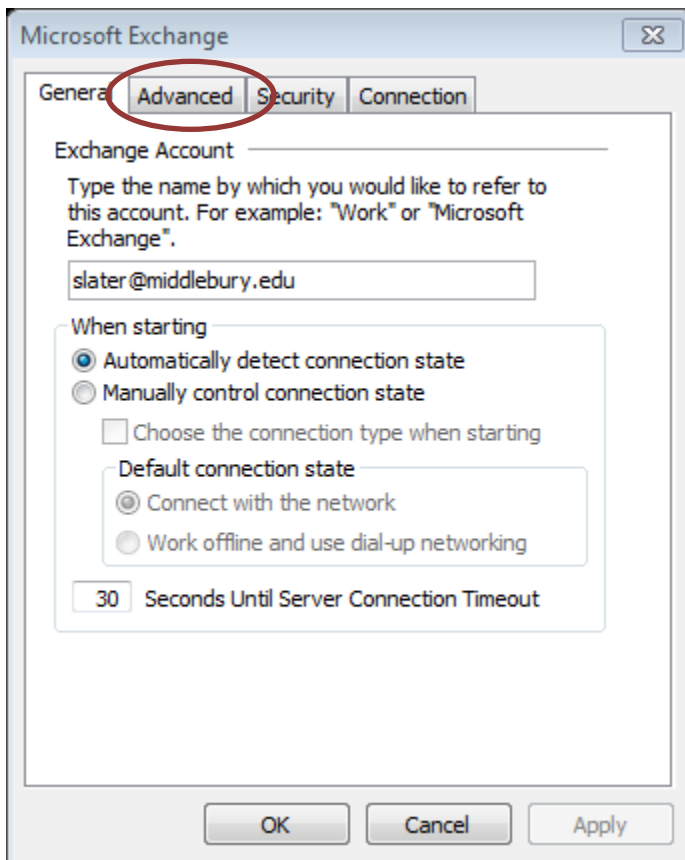 Microsoft Exchange
General Advanced Security Connection
Exchange Account
Type the name by which you would like to refer to
this account. For example: "Work" or "Microsoft
Exchange".
slater@middlebury.edu
When starting
Automatically detect connection state
Manually control connection state
Choose the connection type when starting
Default connection state
Connect with the network
Work offline and use dial-up networking
30 Seconds Until Server Connection Timeout
OK Cancel Apply